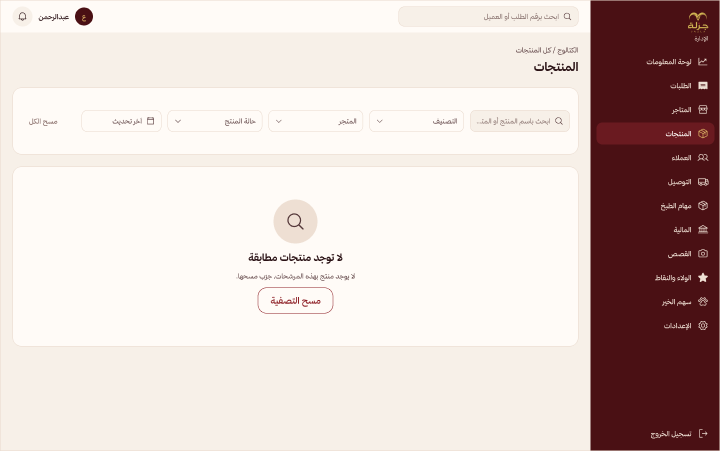 جزلة
الإدارة
لوحة المعلومات
الطلبات
المتاجر
المنتجات
العملاء
التوصيل
مهام الطبخ
المالية
القصص
الولاء والنقاط
سهم الخير
الإعدادات
تسجيل الخروج
ابحث برقم الطلب أو العميل
ع
عبدالرحمن
الكتالوج / كل المنتجات
المنتجات
ابحث باسم المنتج أو المت...
التصنيف
المتجر
حالة المنتج
آخر تحديث
مسح الكل
لا توجد منتجات مطابقة
لا يوجد منتج بهذه المرشحات، جرّب مسحها.
مسح التصفية